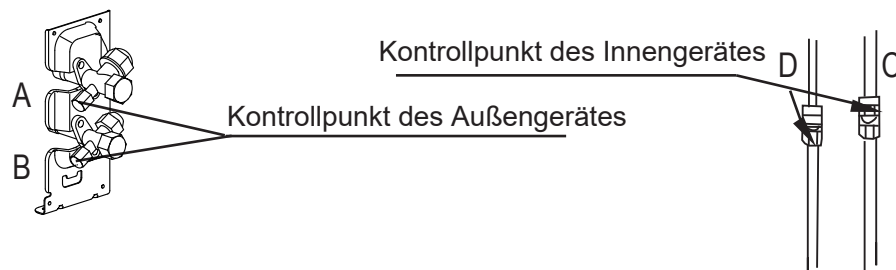 Kontrollpunkt des Innengerätes
D
C
A
Kontrollpunkt des Außengerätes
B